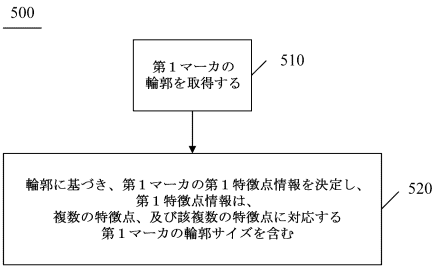 500
第１マーカの
輪郭を取得する
510
輪郭に基づき、第１マーカの第１特徴点情報を決定し、
第１特徴点情報は、
複数の特徴点、及び該複数の特徴点に対応する
第１マーカの輪郭サイズを含む
520